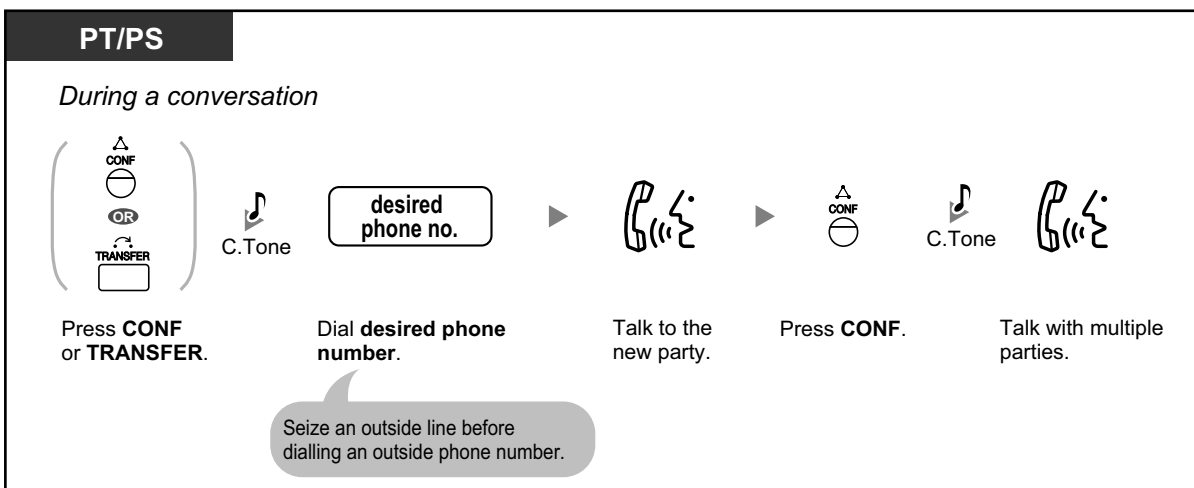 PT/PS
During a conversation
CONF
OR
TRANSFER
C.Tone
desired
phone no.
CONF
C.Tone
Press CONF
or TRANSFER.
Dial desired phone
number.
Talk to the
new party.
Press CONF.
Talk with multiple
parties.
Seize an outside line before
dialling an outside phone number.